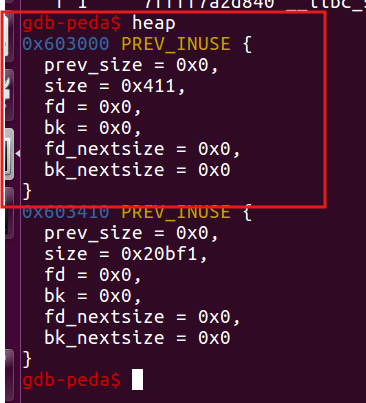 gdb-peda$ heap
0x603000 PREV_INUSE {
  prev_size = 0x0,
  size = 0x411,
  fd = 0x0,
  bk = 0x0,
  fd_nextsize = 0x0,
  bk_nextsize = 0x0
}
0x603410 PREV_INUSE {
  prev_size = 0x0,
  size = 0x20bf1,
  fd = 0x0,
  bk = 0x0,
  fd_nextsize = 0x0,
  bk_nextsize = 0x0
}
gdb-peda$